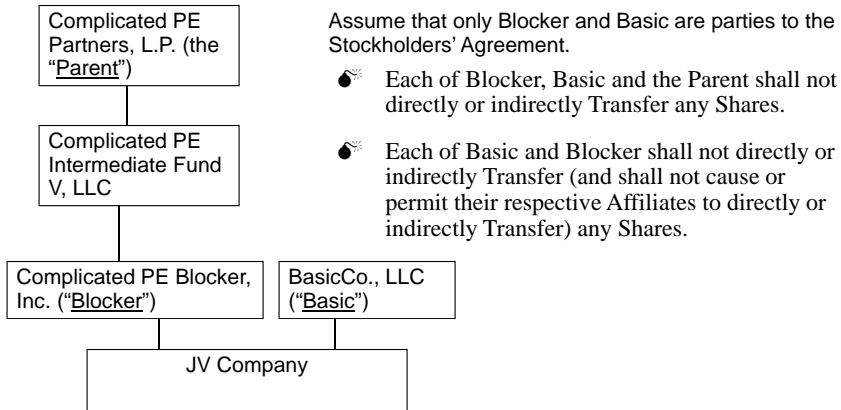 Complicated PE
Partners, L.P. (the
“Parent”)
Assume that only Blocker and Basic are parties to the
Stockholders’ Agreement.
Each of Blocker, Basic and the Parent shall not
directly or indirectly Transfer any Shares.
Each of Basic and Blocker shall not directly or
indirectly Transfer (and shall not cause or
permit their respective Affiliates to directly or
indirectly Transfer) any Shares.
Complicated PE
Intermediate Fund
V, LLC
Complicated PE Blocker,
Inc. (“Blocker”)
BasicCo., LLC
(“Basic”)
JV Company